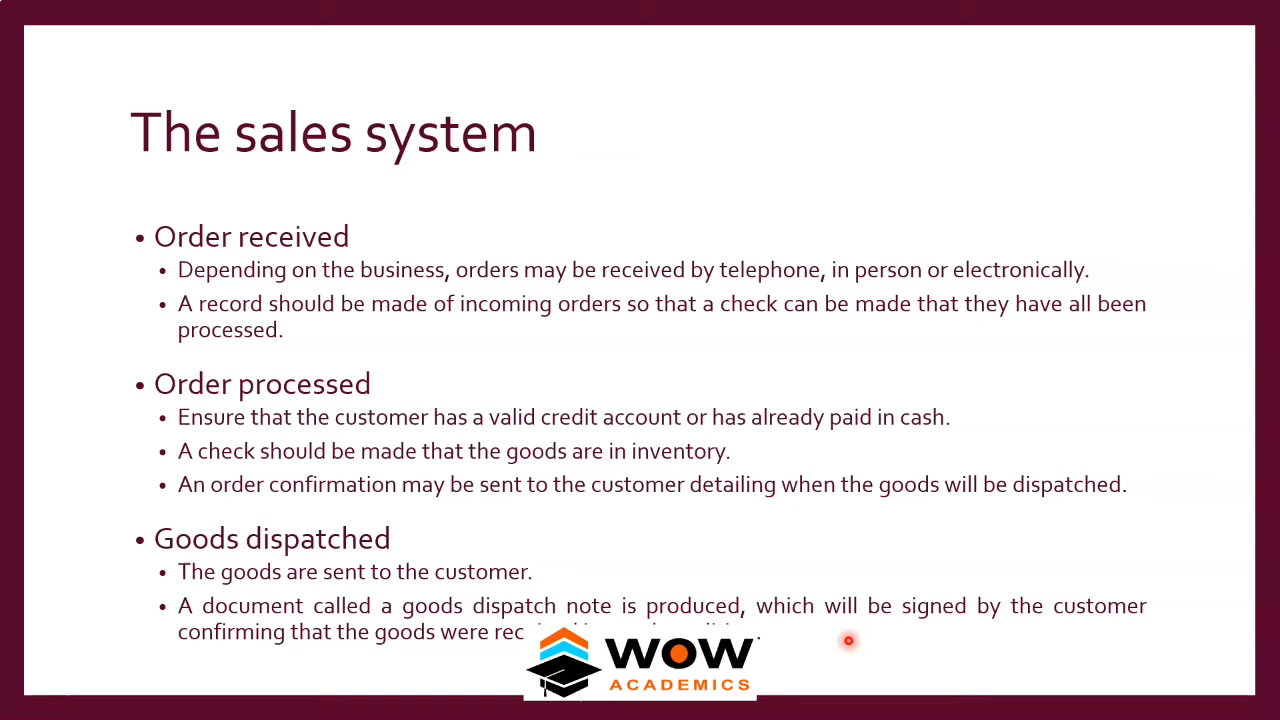 The sales system
• Order received
• Depending on the business, orders may be received by telephone, in person or electronically.
• A record should be made of incoming orders so that a check can be made that they have all been
processed.
• Order processed
• Ensure that the customer has a valid credit account or has already paid in cash.
• A check should be made that the goods are in inventory.
• An order confirmation may be sent to the customer detailing when the goods will be dispatched.
• Goods dispatched
• The goods are sent to the customer.
• A document called a goods dispatch note is produced, which will be signed by the customer
confirming that the goods were
WOW
ACADEMICS